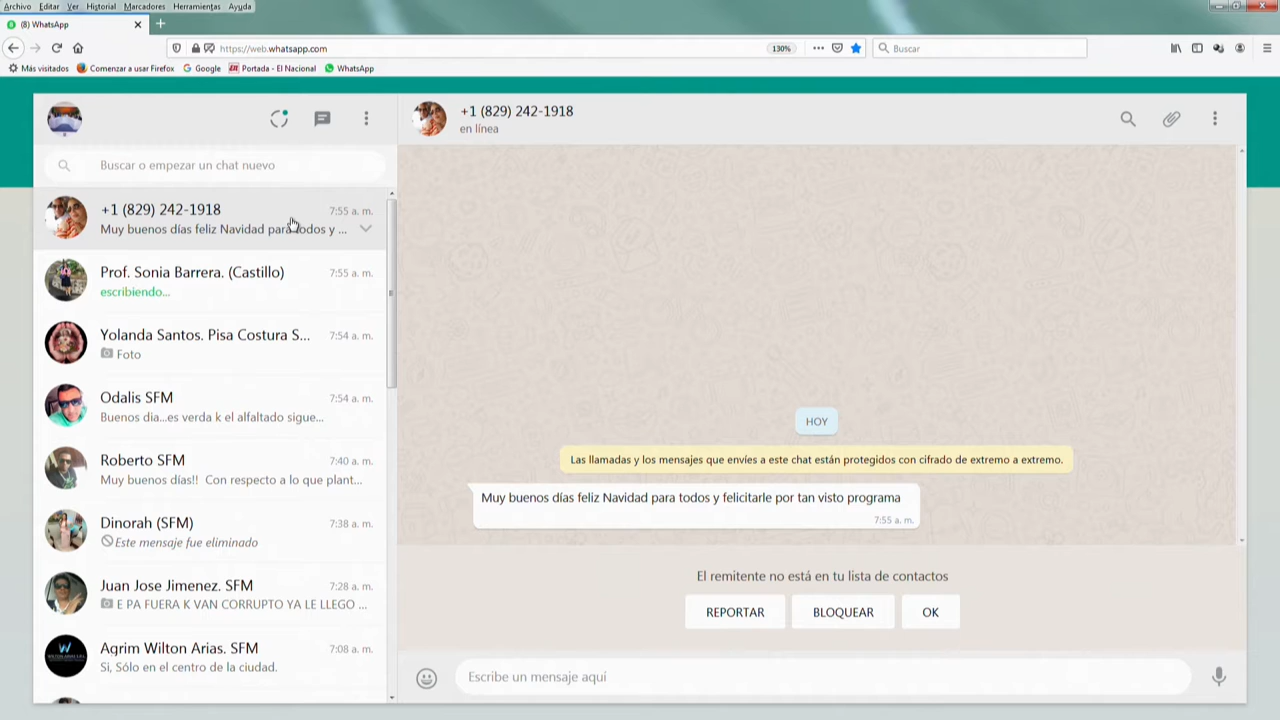 Archivo Editar Ver Historial Marcadores Herramientas Ayuda
(8) WhatsApp
https://web.whatsapp.com
130%
Buscar
Más visitados
Comenzar a usar Firefox
Google
Portada - El Nacional
WhatsApp
Buscar o empezar un chat nuevo
+1 (829) 242-1918
7:55 a. m.
Muy buenos días feliz Navidad para todos y ...
Prof. Sonia Barrera. (Castillo)
7:55 a. m.
escribiendo...
Yolanda Santos. Pisa Costura S...
7:54 a. m.
Foto
Odalis SFM
7:54 a. m.
Buenos dia...es verda k el alfaltado sigue...
Roberto SFM
7:40 a. m.
Muy buenos días!! Con respecto a lo que plant...
Dinorah (SFM)
7:38 a. m.
Este mensaje fue eliminado
Juan Jose Jimenez. SFM
7:28 a. m.
E PA FUERA K VAN CORRUPTO YA LE LLEGO ...
Agrim Wilton Arias. SFM
7:08 a. m.
Si, Sólo en el centro de la ciudad.
+1 (829) 242-1918
en línea
HOY
Las llamadas y los mensajes que envíes a este chat están protegidos con cifrado de extremo a extremo.
Muy buenos días feliz Navidad para todos y felicitarle por tan visto programa
7:55 a. m.
El remitente no está en tu lista de contactos
REPORTAR
BLOQUEAR
OK
Escribe un mensaje aquí